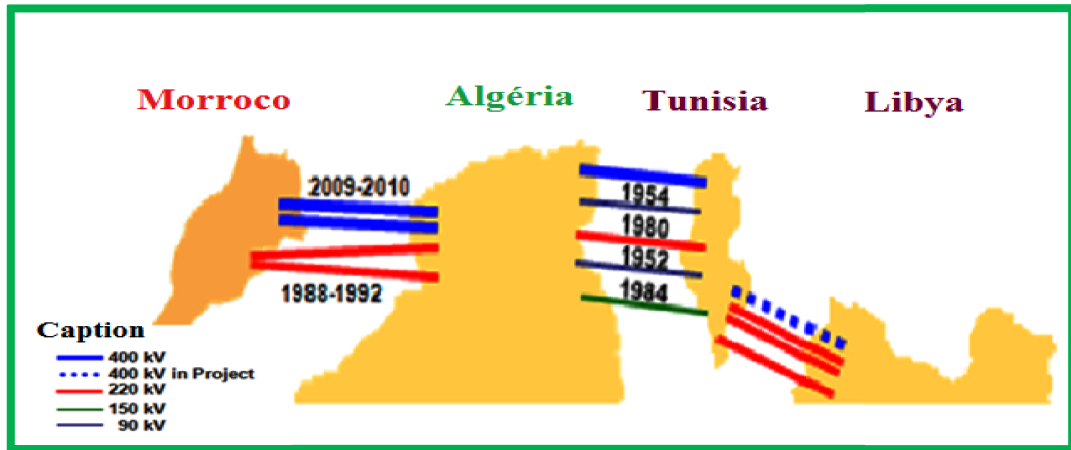 Morroco
Algéria
Tunisia
Libya
2009-2010
1988-1992
1954
1980
1952
1984
Caption
400 kV
400 kV in Project
220 kV
150 kV
90 kV